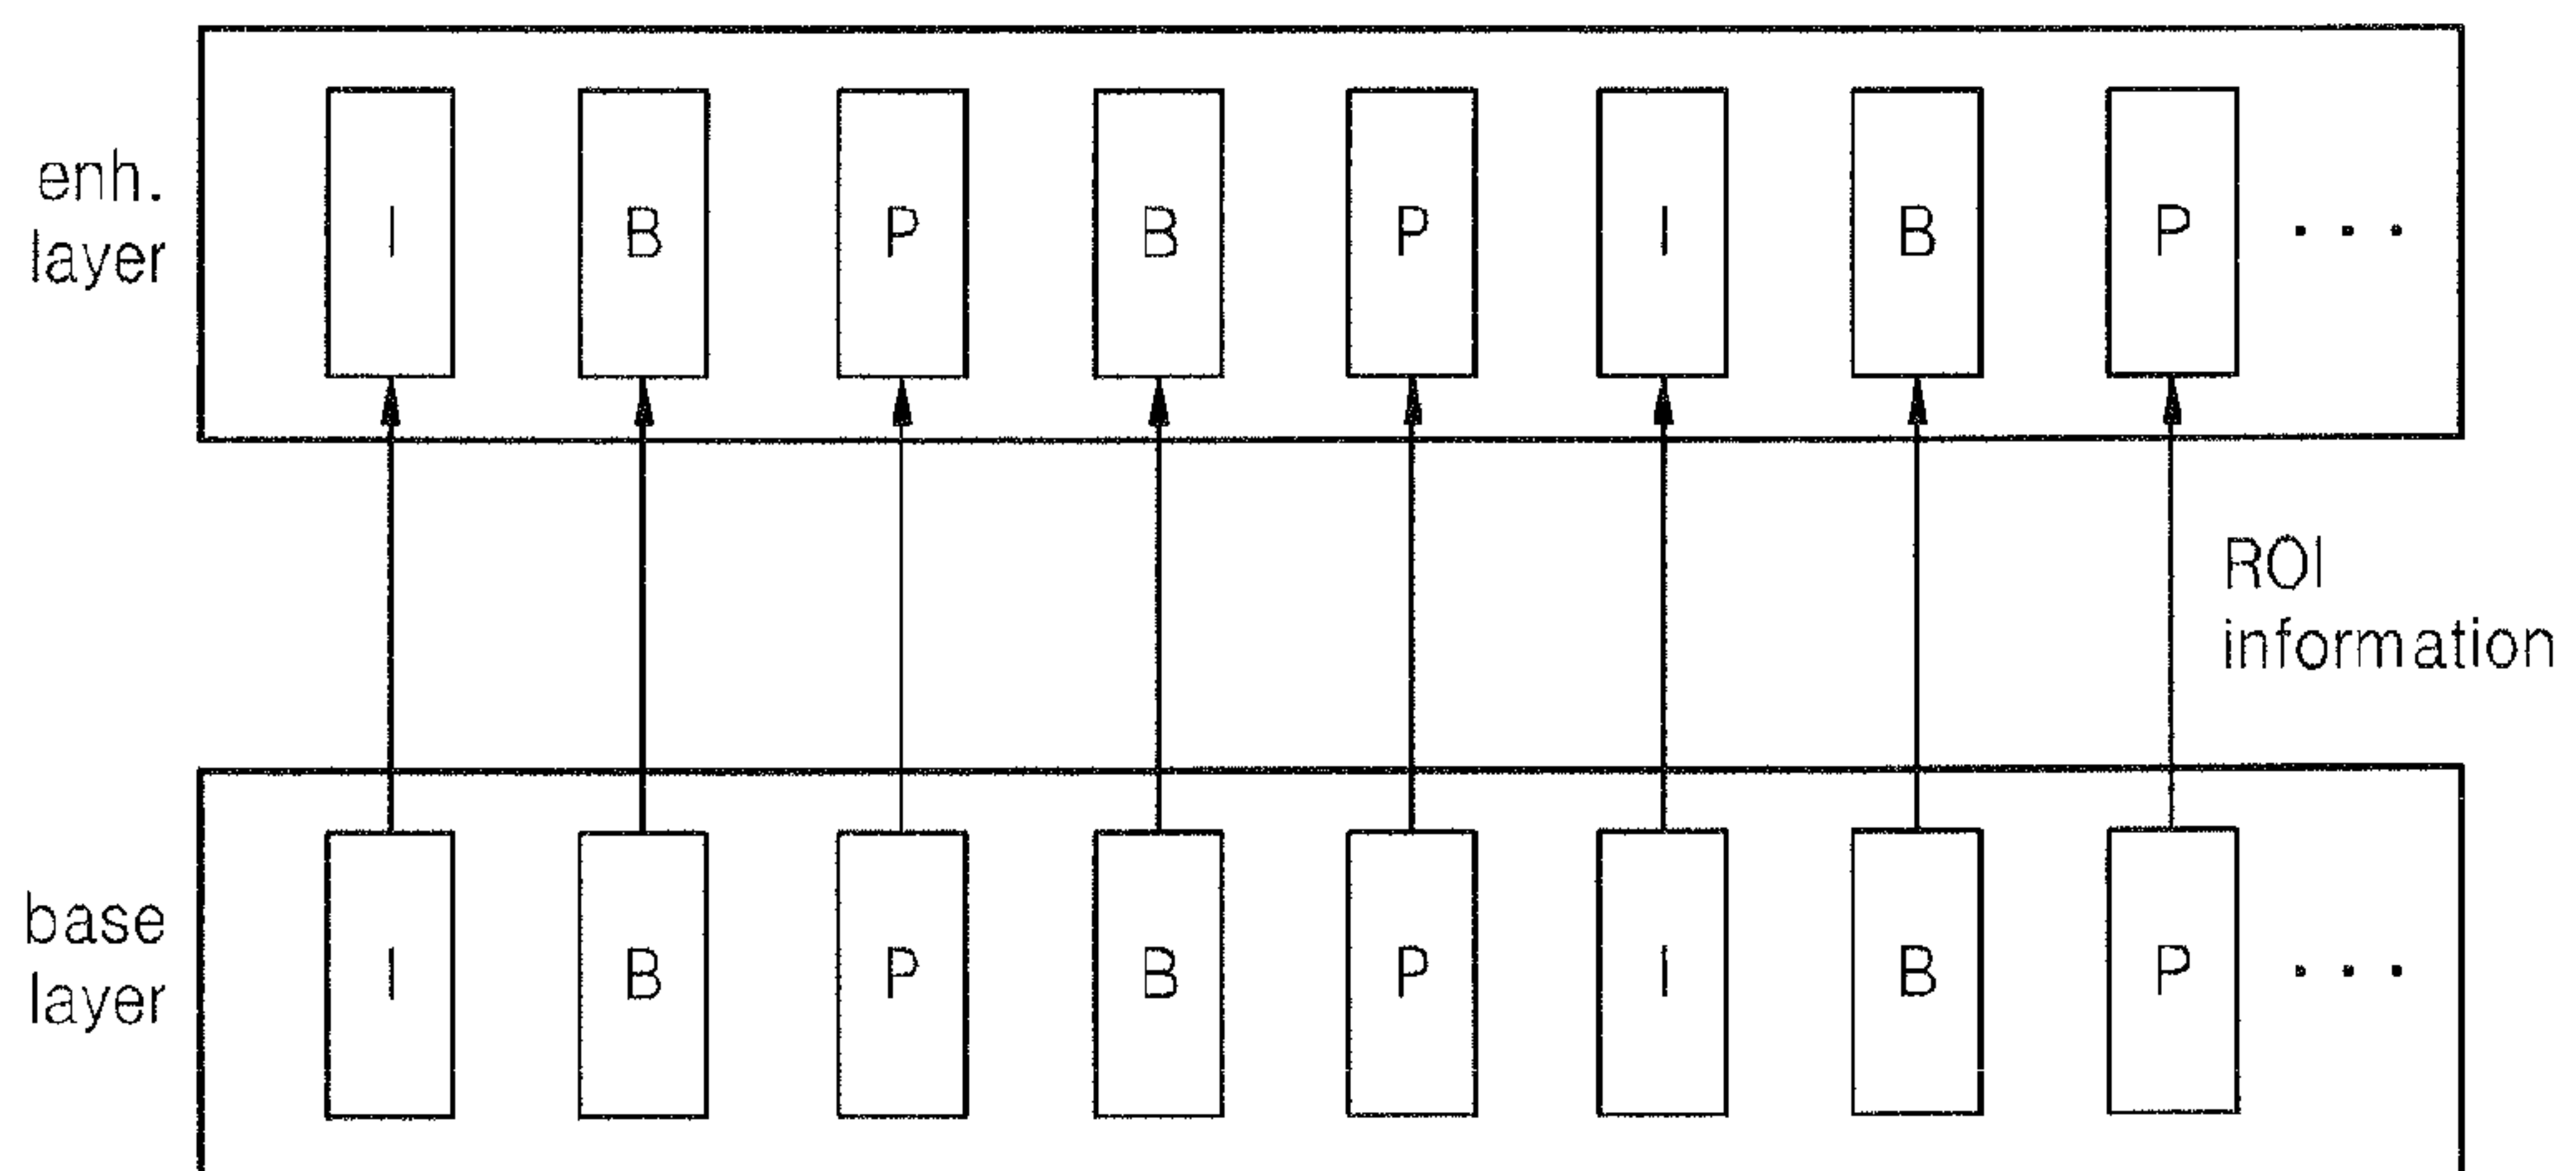 enh.
layer
I B P B P I B P ...
ROI
information
base
layer
I B P B P I B P ...